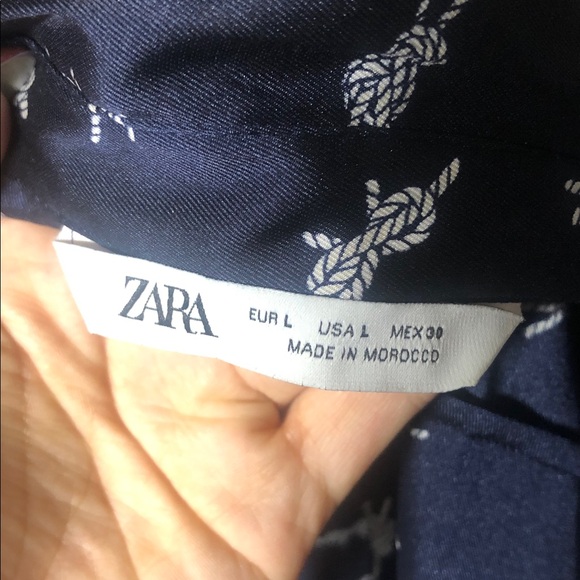 ZARA
EUR L USA L MEX 30
MADE IN MOROCCO